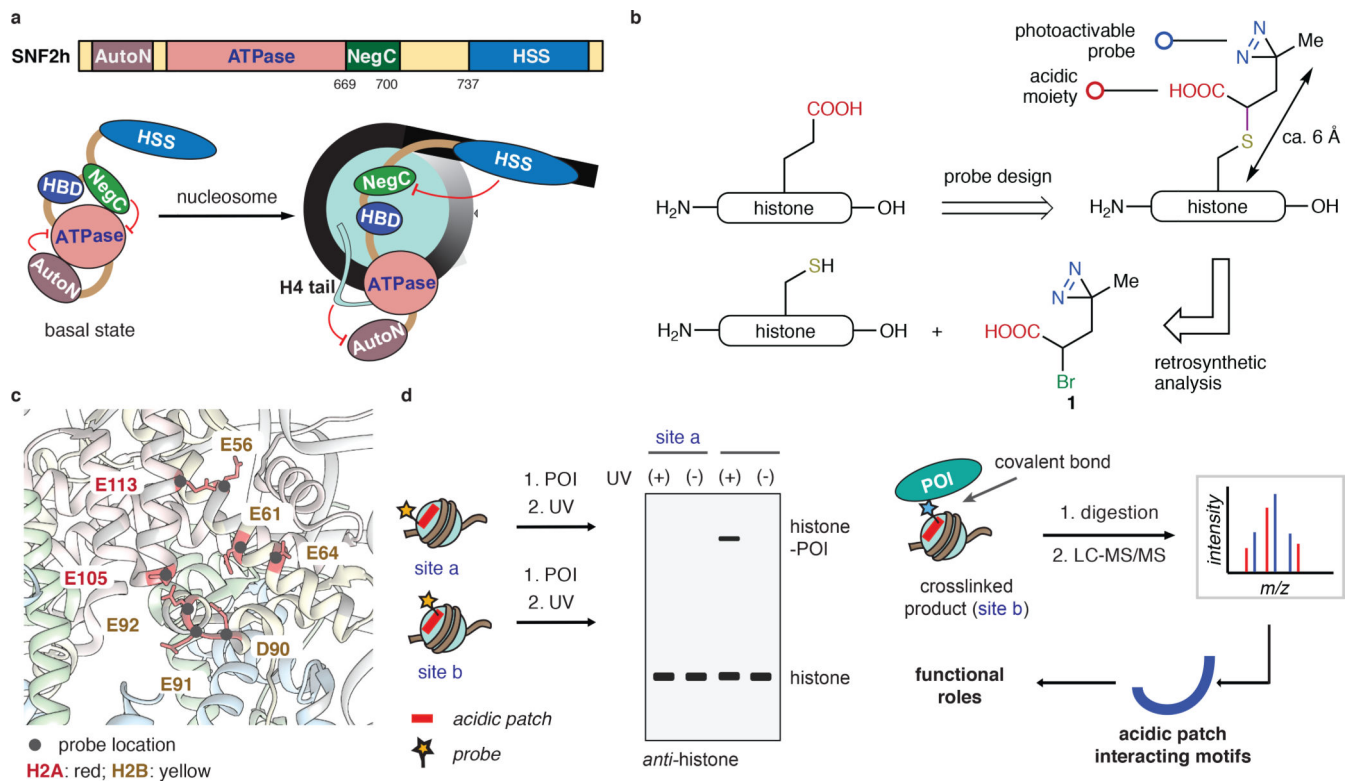 a
SNF2h
AutoN
ATPase
NegC
HSS
669
700
737
HSS
HBD
NegC
ATPase
AutoN
basal state
nucleosome
HSS
NegC
HBD
H4 tail
ATPase
AutoN
b
photoactivable
probe
acidic
moiety
N
N
Me
HOOC
S
ca. 6 Å
COOH
H₂N
histone
OH
probe design
H₂N
histone
OH
SH
H₂N
histone
OH
+
N
N
Me
HOOC
Br
1
retrosynthetic
analysis
c
E56
E113
E61
E64
E105
E92
D90
E91
probe location
H2A: red; H2B: yellow
d
site a
site b
1. POI
2. UV
1. POI
2. UV
acidic patch
probe
site a
UV (+) (-) (+) (-)
histone
-POI
histone
anti-histone
POI
covalent bond
crosslinked
product (site b)
1. digestion
2. LC-MS/MS
intensity
m/z
functional
roles
acidic patch
interacting motifs